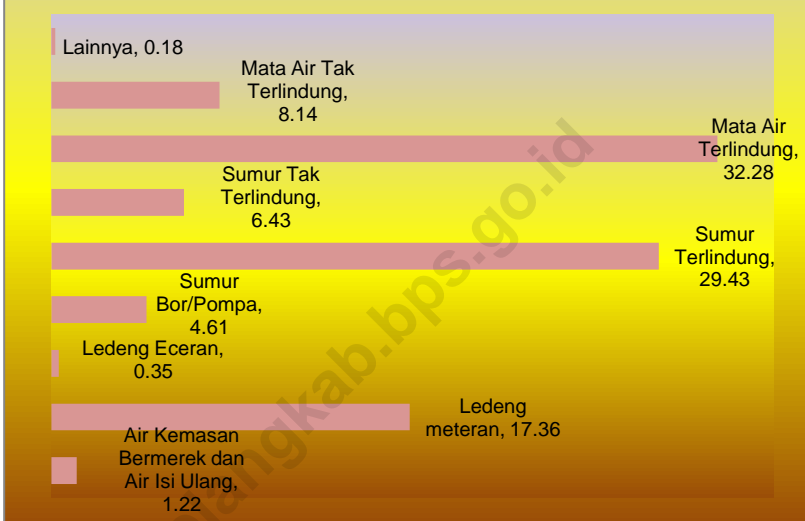 Lainnya, 0.18
Mata Air Tak
Terlindung,
8.14
Mata Air
Terlindung,
32.28
Sumur Tak
Terlindung,
6.43
Sumur
Terlindung,
29.43
Sumur
Bor/Pompa,
4.61
Ledeng Eceran,
0.35
Ledeng
meteran, 17.36
Air Kemasan
Bermerek dan
Air Isi Ulang,
1.22